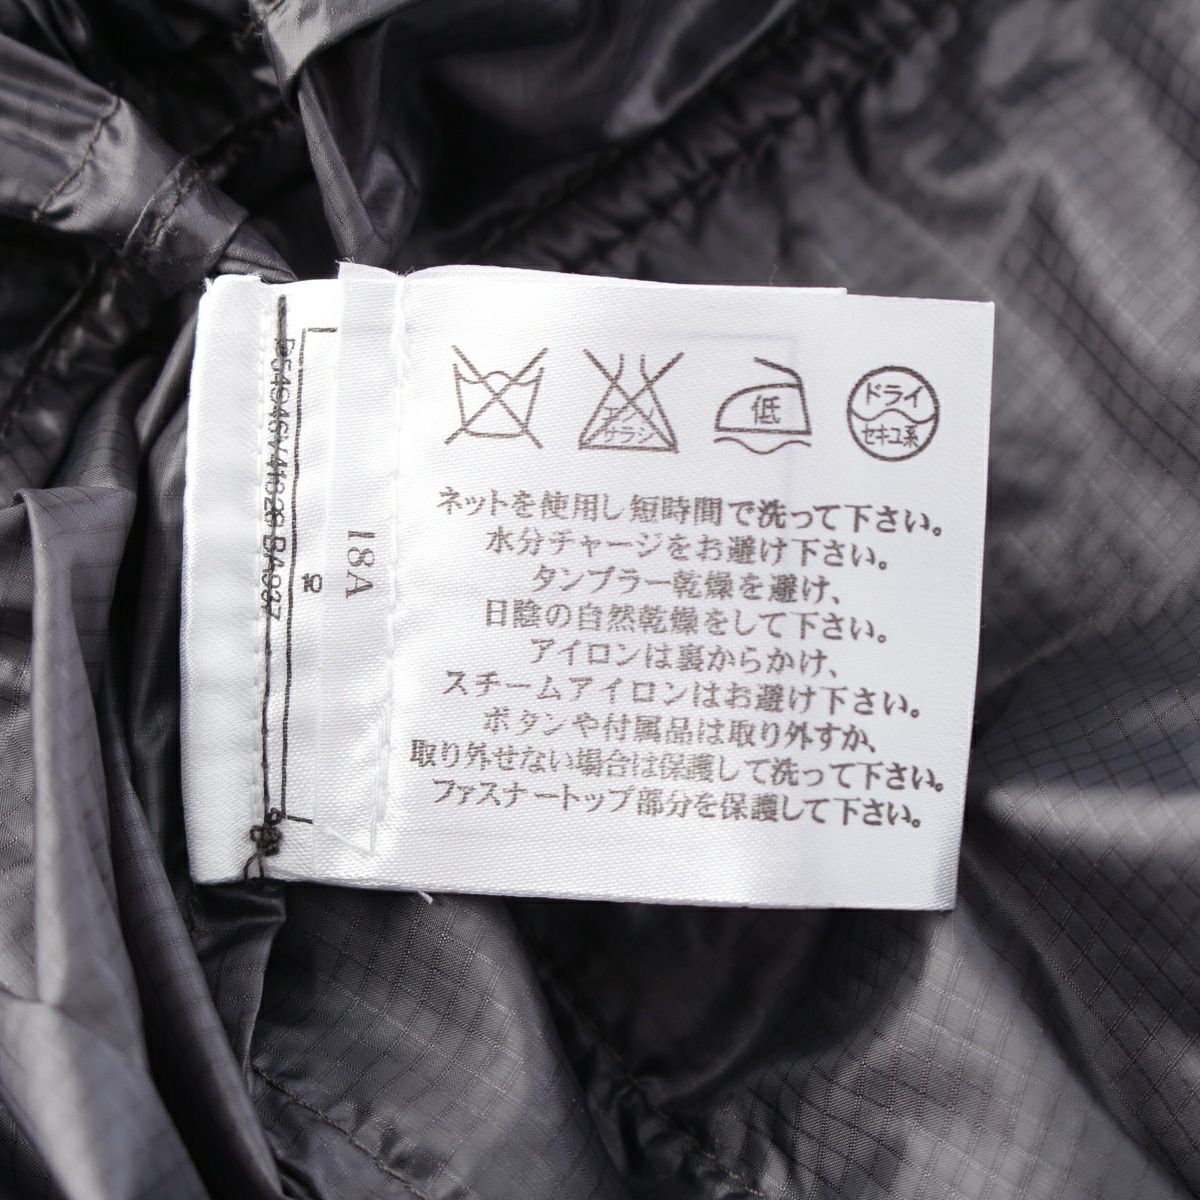 エンソ
サラシ
低
ドライ
セキユ系
ネットを使用し短時間で洗って下さい。
水分チャージをお避け下さい。
タンブラー乾燥を避け、
日陰の自然乾燥をして下さい。
アイロンは裏からかけ、
スチームアイロンはお避け下さい。
ボタンや付属品は取り外すか、
取り外せない場合は保護して洗って下さい。
ファスナートップ部分を保護して下さい。
18A
10